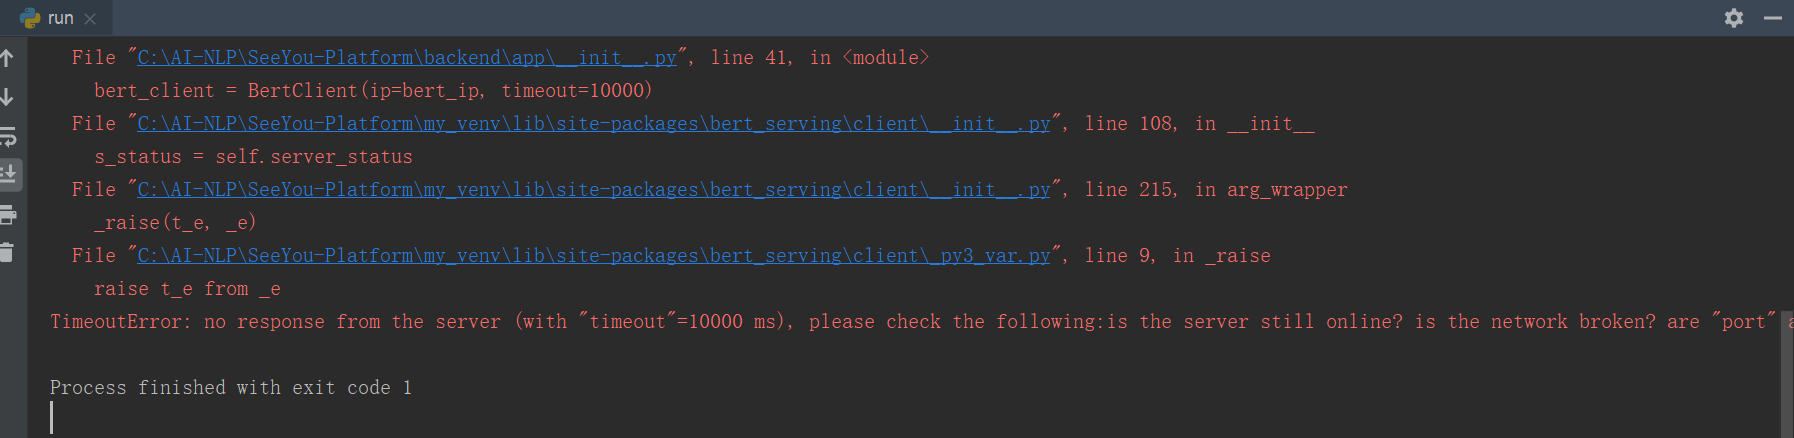 run
File "C:\AI-NLP\SeeYou-Platform\backend\app\__init__.py", line 41, in <module>
bert_client = BertClient(ip=bert_ip, timeout=10000)
File "C:\AI-NLP\SeeYou-Platform\my_venv\lib\site-packages\bert_serving\client\__init__.py", line 108, in __init__
s_status = self.server_status
File "C:\AI-NLP\SeeYou-Platform\my_venv\lib\site-packages\bert_serving\client\__init__.py", line 215, in arg_wrapper
_raise(t_e, _e)
File "C:\AI-NLP\SeeYou-Platform\my_venv\lib\site-packages\bert_serving\client\_py3_var.py", line 9, in _raise
raise t_e from _e
TimeoutError: no response from the server (with "timeout"=10000 ms), please check the following:is the server still online? is the network broken? are "port"
Process finished with exit code 1